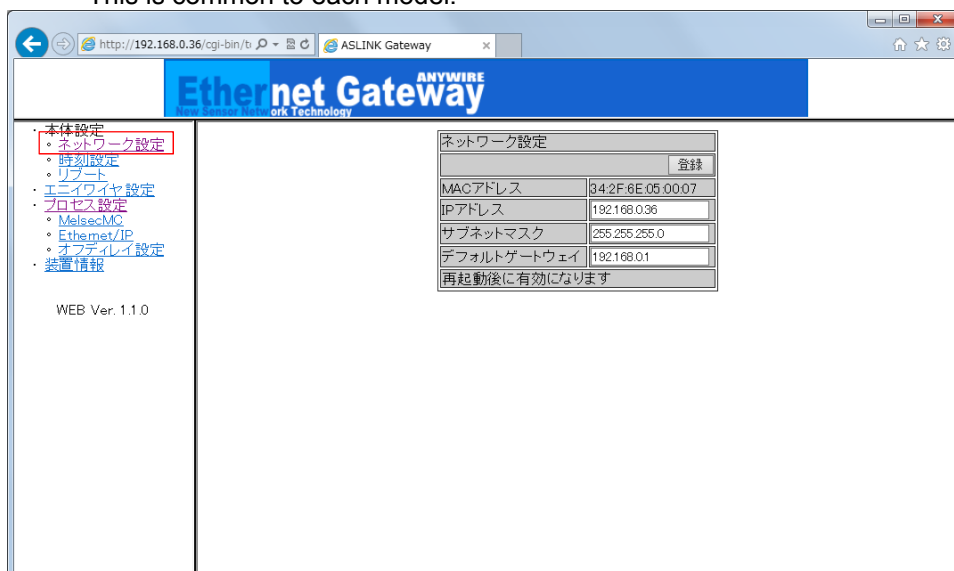 This is common to each model.
http://192.168.0.36/cgi-bin/t
ASLINK Gateway
Ethernet Gateway
ANYWIRE
New Sensor Network Technology
・本体設定
ネットワーク設定
時刻設定
リブート
・エニイワイヤ設定
・プロセス設定
MelsecMC
Ethernet/IP
オフディレイ設定
・装置情報
WEB Ver. 1.1.0
ネットワーク設定
登録
MACアドレス 34:2F:6E:05:00:07
IPアドレス 192.168.0.36
サブネットマスク 255.255.255.0
デフォルトゲートウェイ 192.168.0.1
再起動後に有効になります